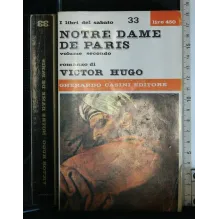 I libri del sabato 33 lire 450
NOTRE DAME
DE PARIS
volume secondo
romanzo di
VICTOR HUGO
GHERARDO CASINI EDITORE